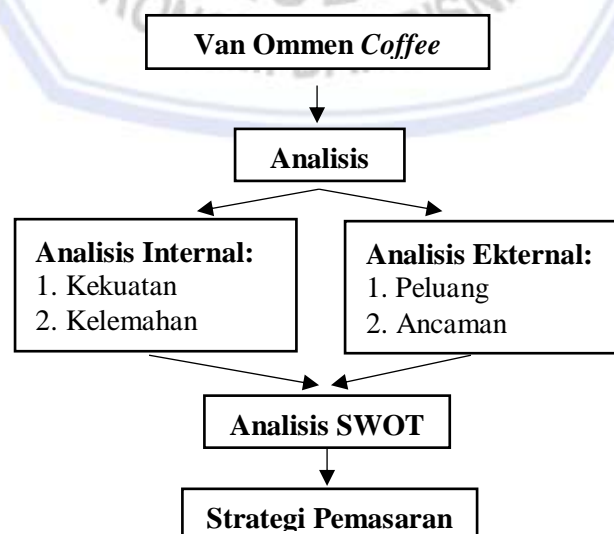 Van Ommen Coffee
Analisis
Analisis Internal:
1. Kekuatan
2. Kelemahan
Analisis Ekternal:
1. Peluang
2. Ancaman
Analisis SWOT
Strategi Pemasaran